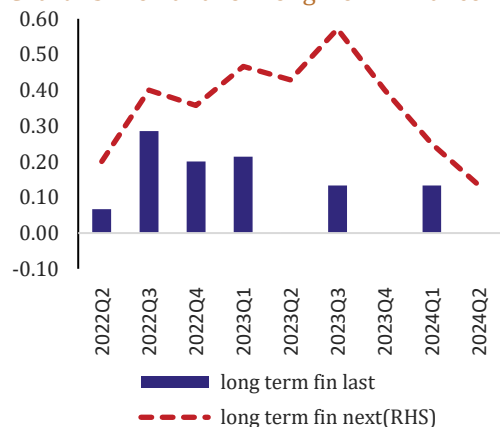 0.60
0.50
0.40
0.30
0.20
0.10
0.00
-0.10
2022Q2
2022Q3
2022Q4
2023Q1
2023Q2
2023Q3
2023Q4
2024Q1
2024Q2
long term fin last
long term fin next(RHS)